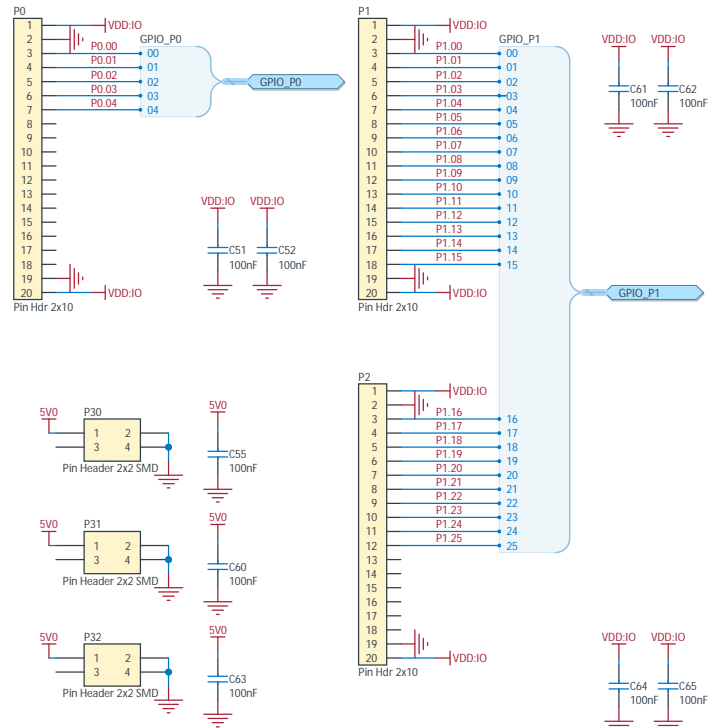 P0
1
VDD:IO
2
GPIO_P0
3 P0.00 00
4 P0.01 01
5 P0.02 02
GPIO_P0
6 P0.03 03
7 P0.04 04
8
9
10
11
12
13
14
15
16
17
18
19
20
VDD:IO
Pin Hdr 2x10
VDD:IO
C51
100nF
VDD:IO
C52
100nF
P1
1
VDD:IO
2
GPIO_P1
3 P1.00 00
4 P1.01 01
5 P1.02 02
6 P1.03 03
7 P1.04 04
8 P1.05 05
9 P1.06 06
10 P1.07 07
11 P1.08 08
12 P1.09 09
13 P1.10 10
14 P1.11 11
15 P1.12 12
16 P1.13 13
17 P1.14 14
18 P1.15 15
19
20
VDD:IO
Pin Hdr 2x10
GPIO_P1
VDD:IO
C61
100nF
VDD:IO
C62
100nF
P2
1
VDD:IO
2
3 P1.16 16
4 P1.17 17
5 P1.18 18
6 P1.19 19
7 P1.20 20
8 P1.21 21
9 P1.22 22
10 P1.23 23
11 P1.24 24
12 P1.25 25
13
14
15
16
17
18
19
20
VDD:IO
Pin Hdr 2x10
5V0
P30
1 2
3 4
Pin Header 2x2 SMD
5V0
C55
100nF
5V0
P31
1 2
3 4
Pin Header 2x2 SMD
5V0
C60
100nF
5V0
P32
1 2
3 4
Pin Header 2x2 SMD
5V0
C63
100nF
VDD:IO
C64
100nF
VDD:IO
C65
100nF